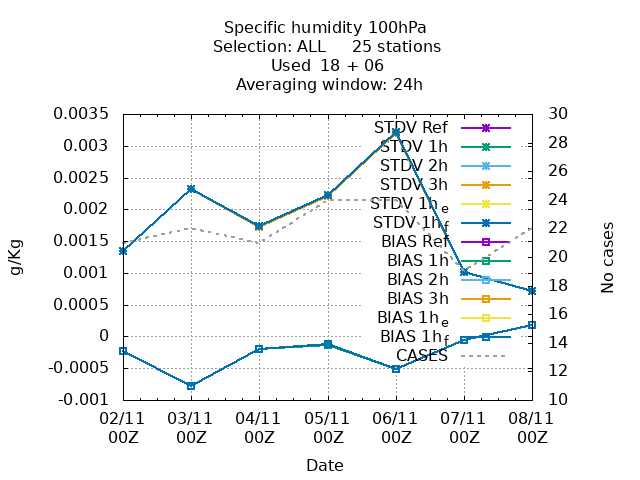 Specific humidity 100hPa
Selection: ALL 25 stations
Used 18 + 06
Averaging window: 24h
g/Kg
0.0035
0.003
0.0025
0.002
0.0015
0.001
0.0005
0
-0.0005
-0.001
STDV Ref
STDV 1h
STDV 2h
STDV 3h
STDV 1he
STDV 1hf
BIAS Ref
BIAS 1h
BIAS 2h
BIAS 3h
BIAS 1he
BIAS 1hf
CASES
30
28
26
24
22
20
18
16
14
12
10
No cases
02/11 03/11 04/11 05/11 06/11 07/11 08/11
00Z 00Z 00Z 00Z 00Z 00Z 00Z
Date